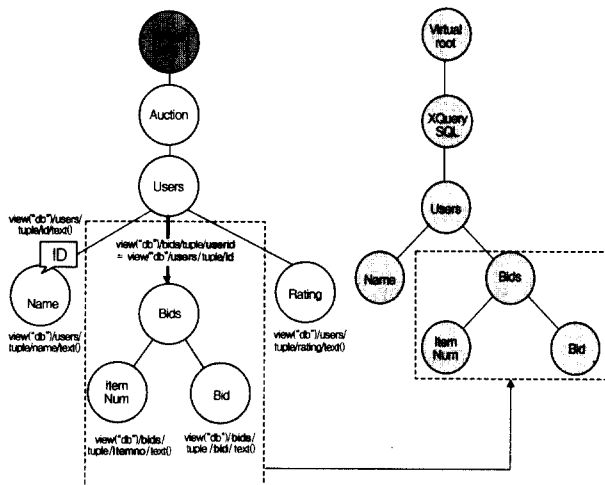 Auction
Users
view("db")/users/
tuple/id/text()
ID
Name
view("db")/users/
tuple/name/text()
view("db")/bids/tuple/userid
= view"db"/users/tuple/id
Bids
Rating
view("db")/users/
tuple/rating/text()
Item
Num
Bid
view("db")/bids/
tuple/itemno/text()
view("db")/bids/
tuple/bid/text()
Virtual
root
XQuery
SQL
Users
Name
Bids
Item
Num
Bid